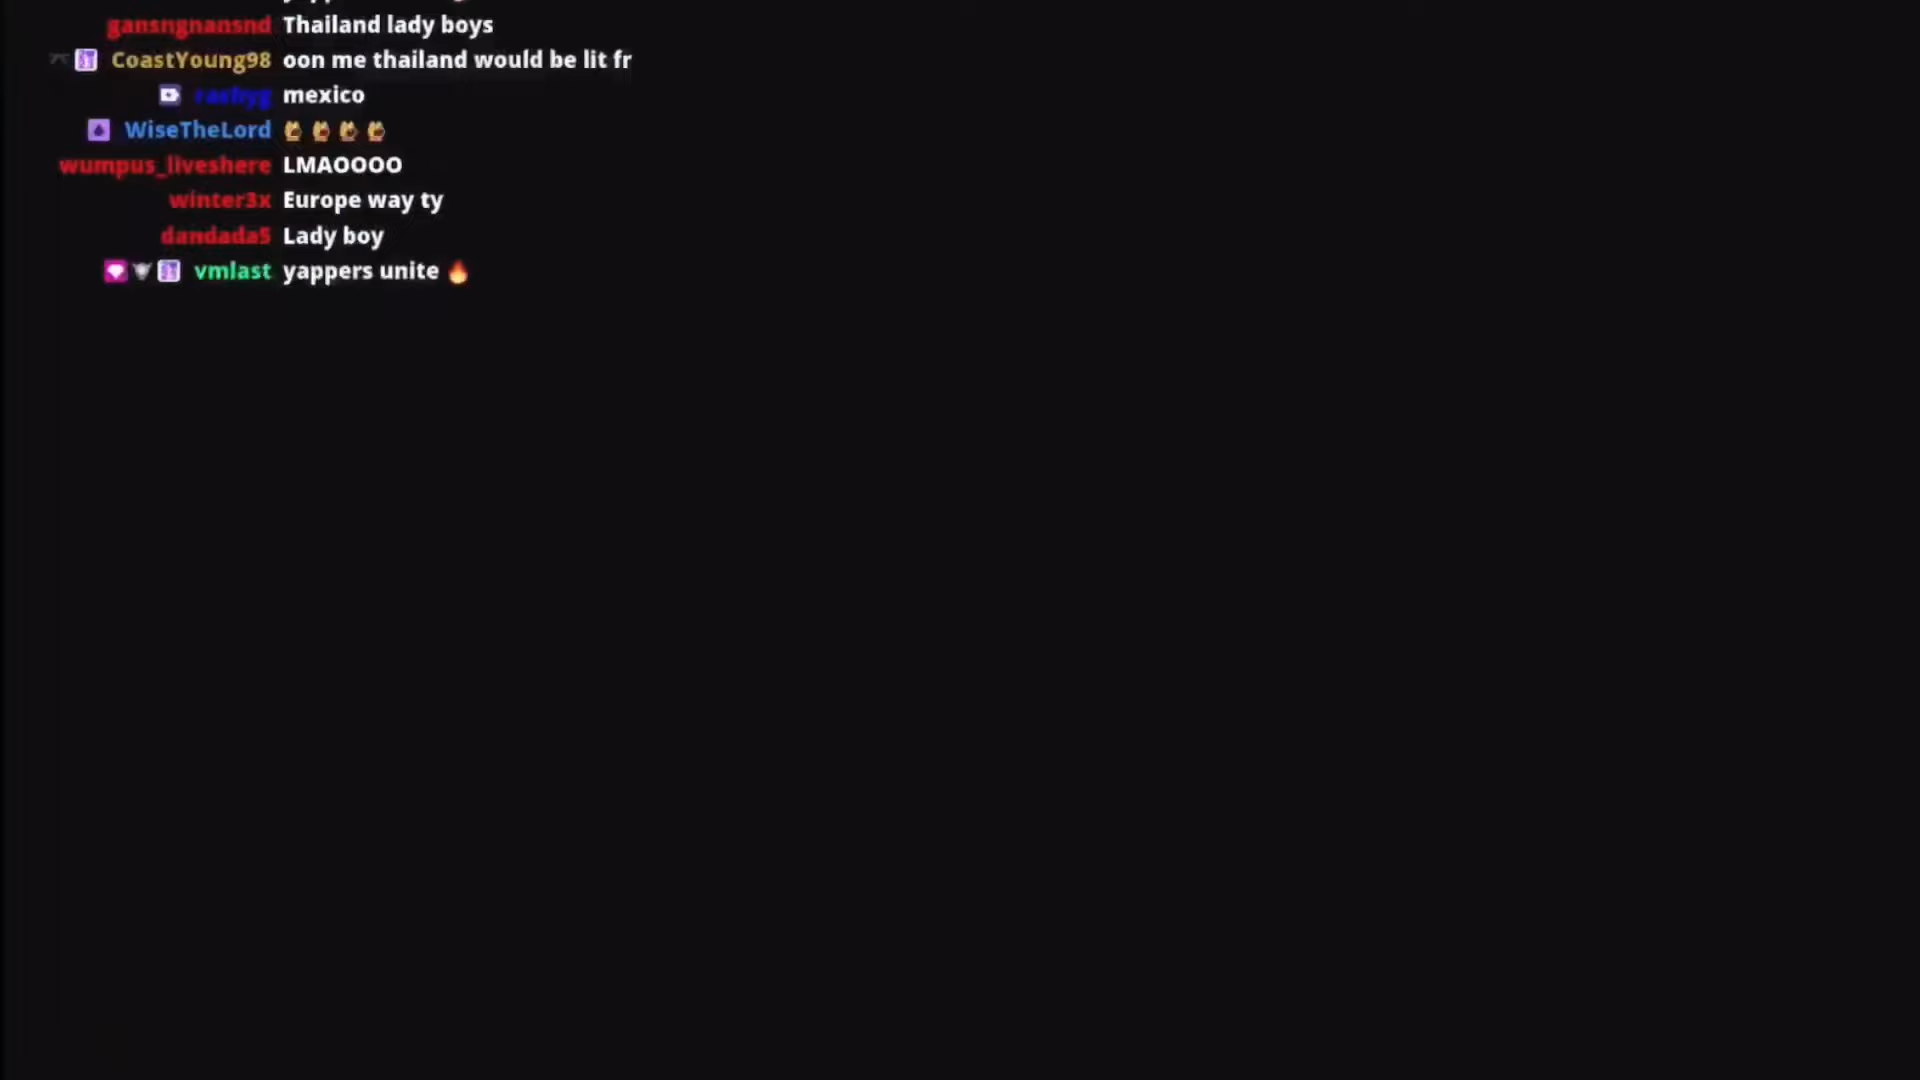 gansngnansnd Thailand lady boys
CoastYoung98 oon me thailand would be lit fr
mexico
WiseTheLord
wumpus_liveshere LMAOOOO
winter3x Europe way ty
dandada5 Lady boy
vmlast yappers unite 🔥